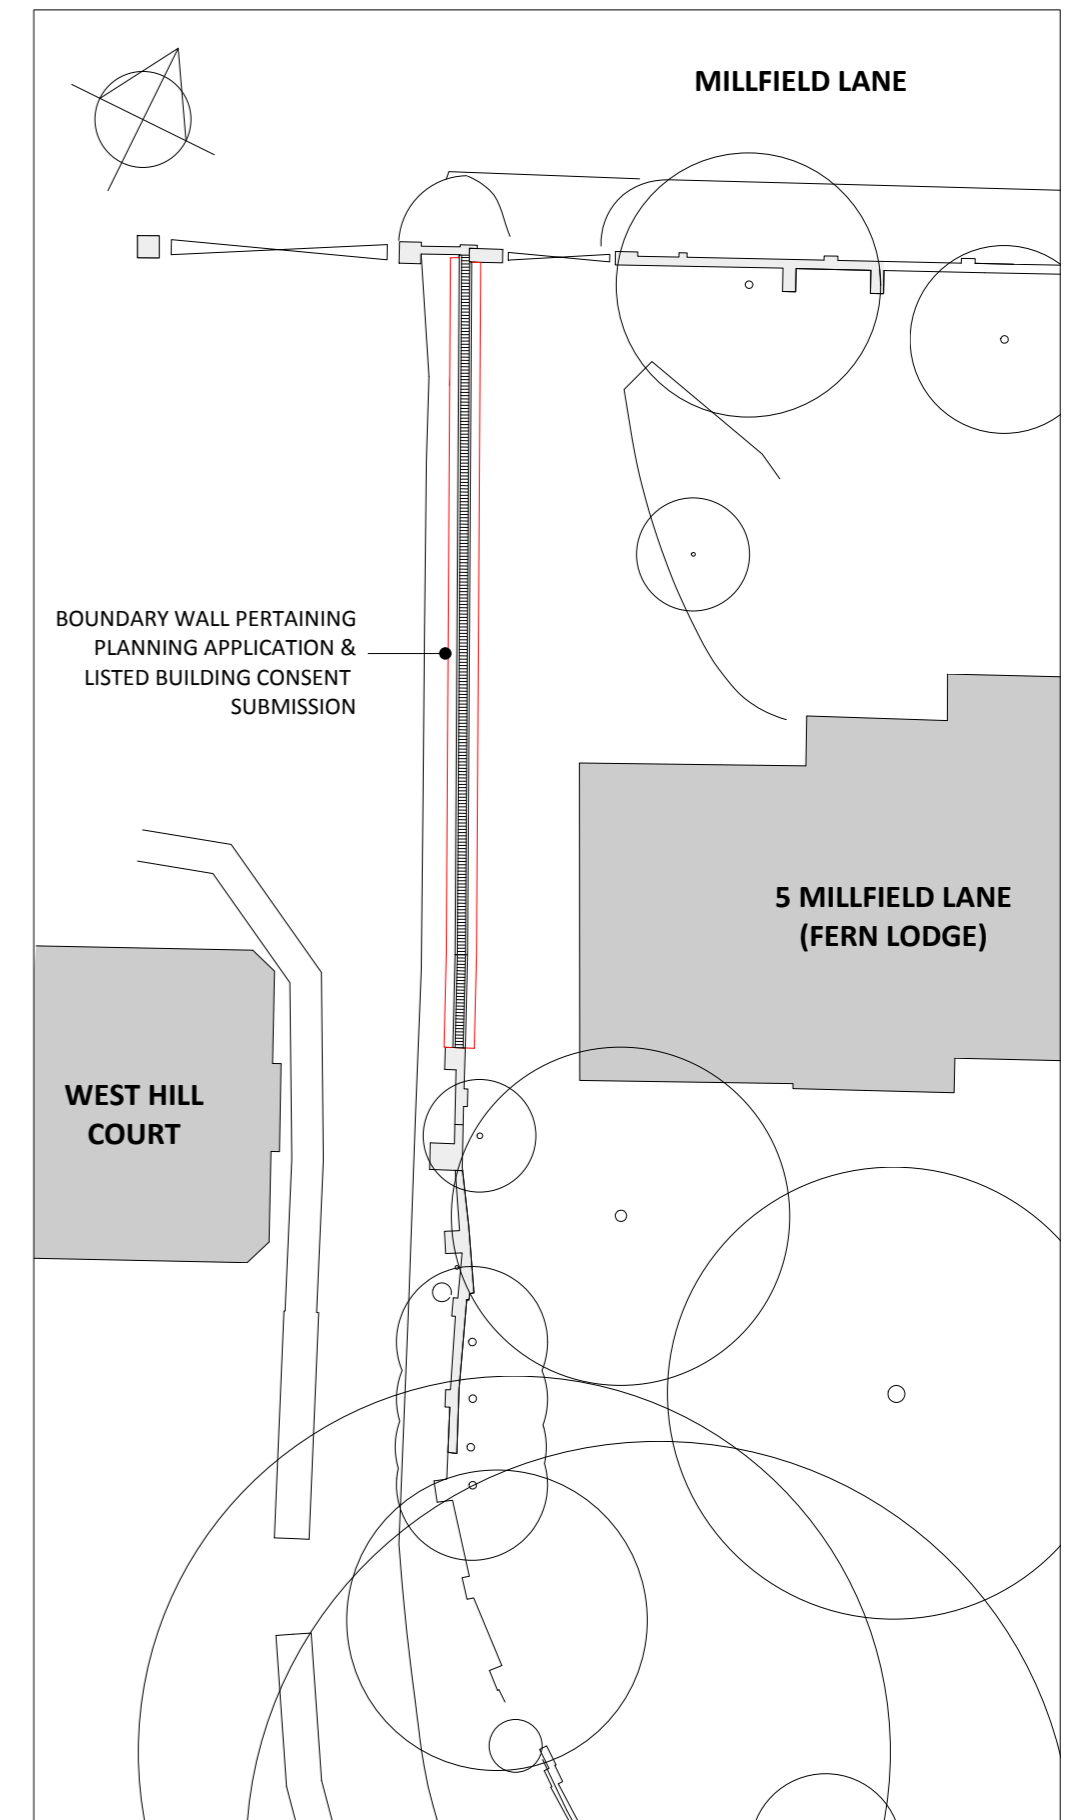 MILLFIELD LANE
BOUNDARY WALL PERTAINING
PLANNING APPLICATION &
LISTED BUILDING CONSENT
SUBMISSION
5 MILLFIELD LANE
(FERN LODGE)
WEST HILL
COURT